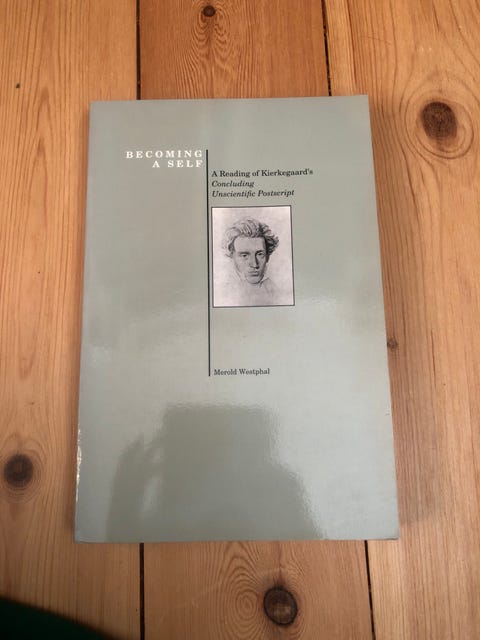 BECOMING
A SELF
A Reading of Kierkegaard's
Concluding
Unscientific Postscript
Merold Westphal